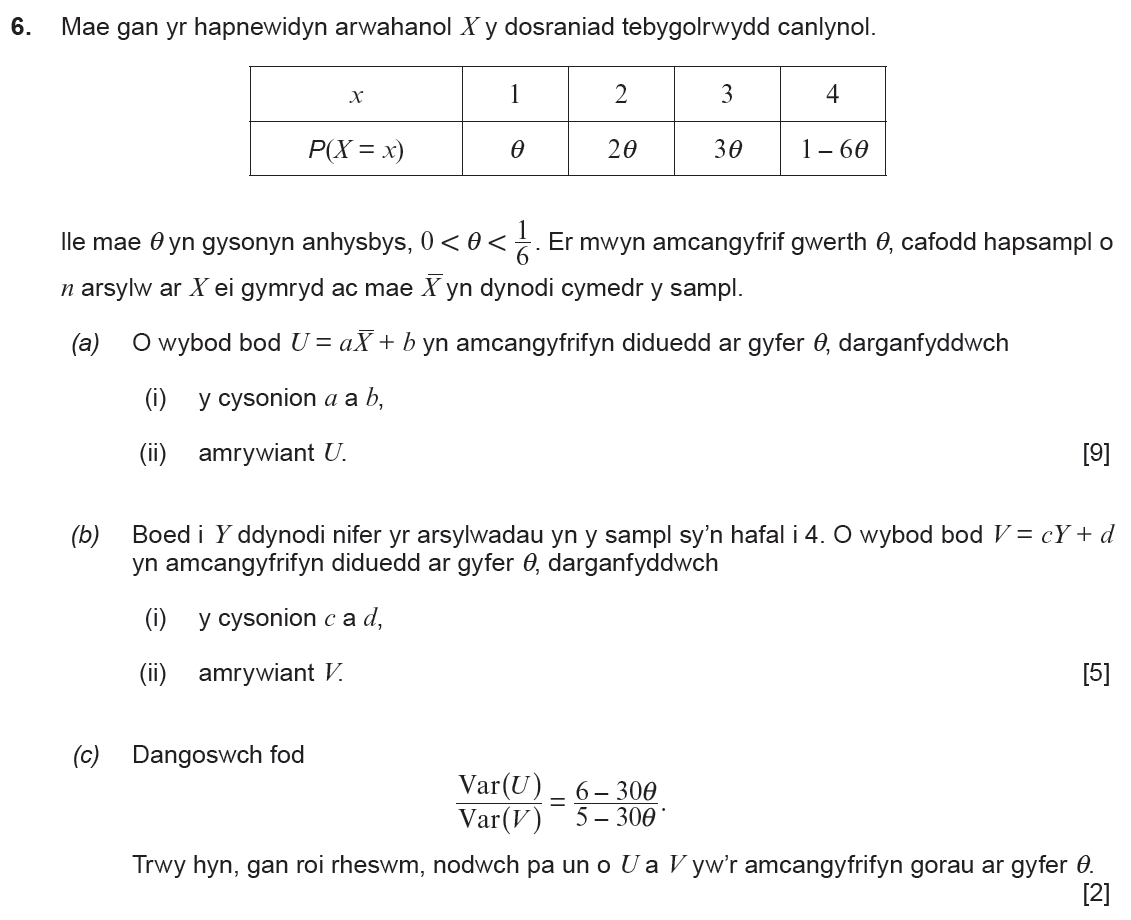 6. Mae gan yr hapnewidyn arwahanol X y dosraniad tebygolrwydd canlynol.
x 1 2 3 4
P(X = x) θ 2θ 3θ 1 – 6θ
lle mae θ yn gysonyn anhysbys, 0 < θ < 1/6. Er mwyn amcangyfrif gwerth θ, cafodd hapsampl o
n arsylw ar X ei gymryd ac mae X̅ yn dynodi cymedr y sampl.
(a) O wybod bod U = aX̅ + b yn amcangyfrifyn diduedd ar gyfer θ, darganfyddwch
(i) y cysonion a a b,
(ii) amrywiant U. [9]
(b) Boed i Y ddynodi nifer yr arsylwadau yn y sampl sy'n hafal i 4. O wybod bod V = cY + d
yn amcangyfrifyn diduedd ar gyfer θ, darganfyddwch
(i) y cysonion c a d,
(ii) amrywiant V. [5]
(c) Dangoswch fod
Var(U)/Var(V) = (6 – 30θ)/(5 – 30θ).
Trwy hyn, gan roi rheswm, nodwch pa un o U a V yw'r amcangyfrifyn gorau ar gyfer θ.
[2]